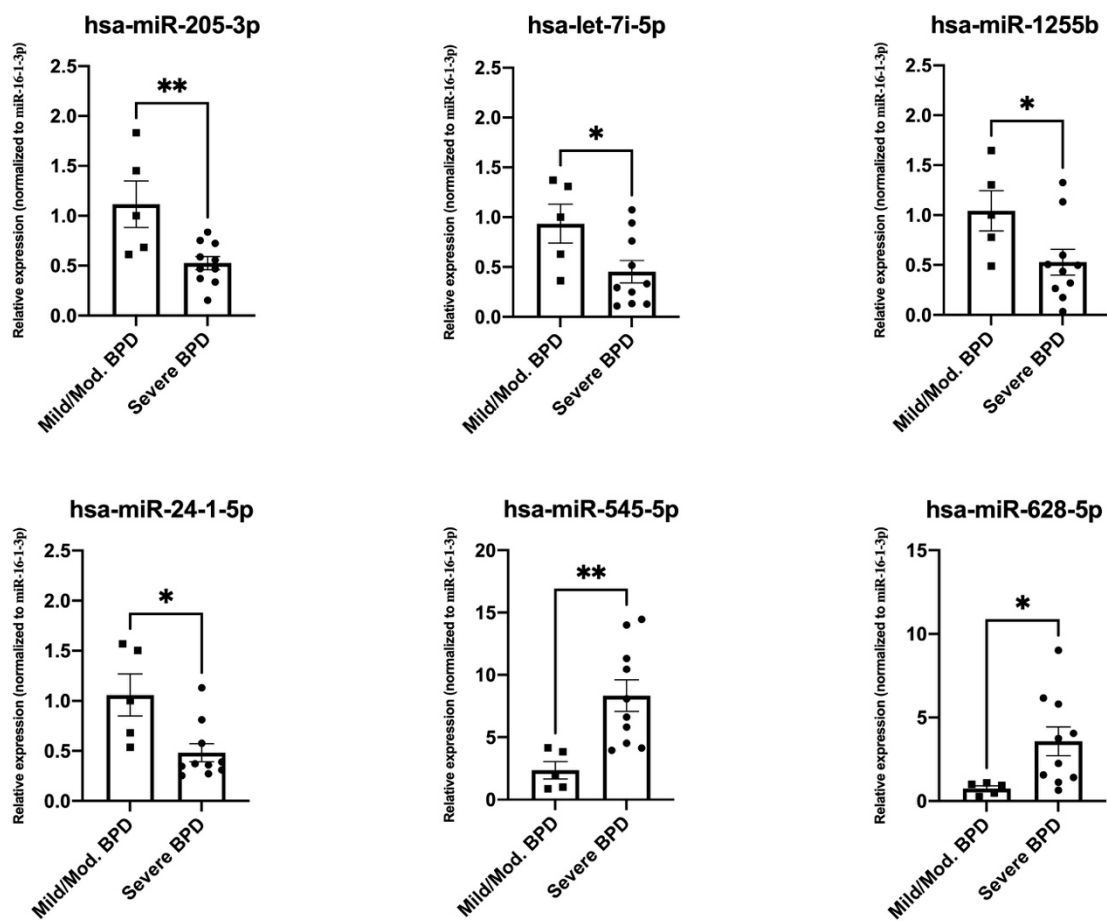 hsa-miR-205-3p
Relative expression (normalized to miR-16-1-3p)
2.5
2.0
1.5
1.0
0.5
0.0
**
Mild/Mod. BPD
Severe BPD
hsa-let-7i-5p
Relative expression (normalized to miR-16-1-3p)
2.5
2.0
1.5
1.0
0.5
0.0
*
Mild/Mod. BPD
Severe BPD
hsa-miR-1255b
Relative expression (normalized to miR-16-1-3p)
2.5
2.0
1.5
1.0
0.5
0.0
*
Mild/Mod. BPD
Severe BPD
hsa-miR-24-1-5p
Relative expression (normalized to miR-16-1-3p)
2.5
2.0
1.5
1.0
0.5
0.0
*
Mild/Mod. BPD
Severe BPD
hsa-miR-545-5p
Relative expression (normalized to miR-16-1-3p)
20
15
10
5
0
**
Mild/Mod. BPD
Severe BPD
hsa-miR-628-5p
Relative expression (normalized to miR-16-1-3p)
15
10
5
0
*
Mild/Mod. BPD
Severe BPD